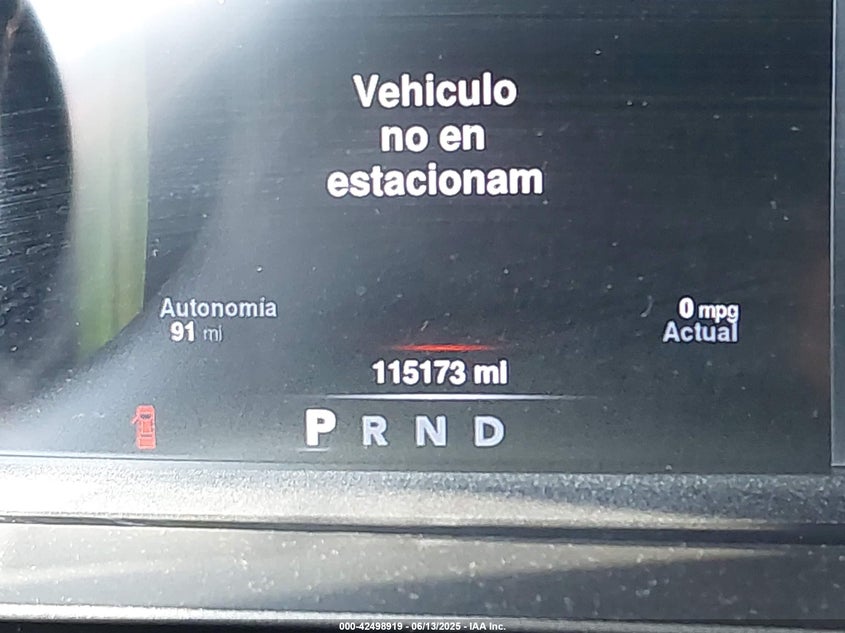 Vehiculo
no en
estacionam
Autonomia
91 mi
0 mpg
Actual
115173 mi
P R N D
000-42498919 - 06/13/2025 - IAA Inc.